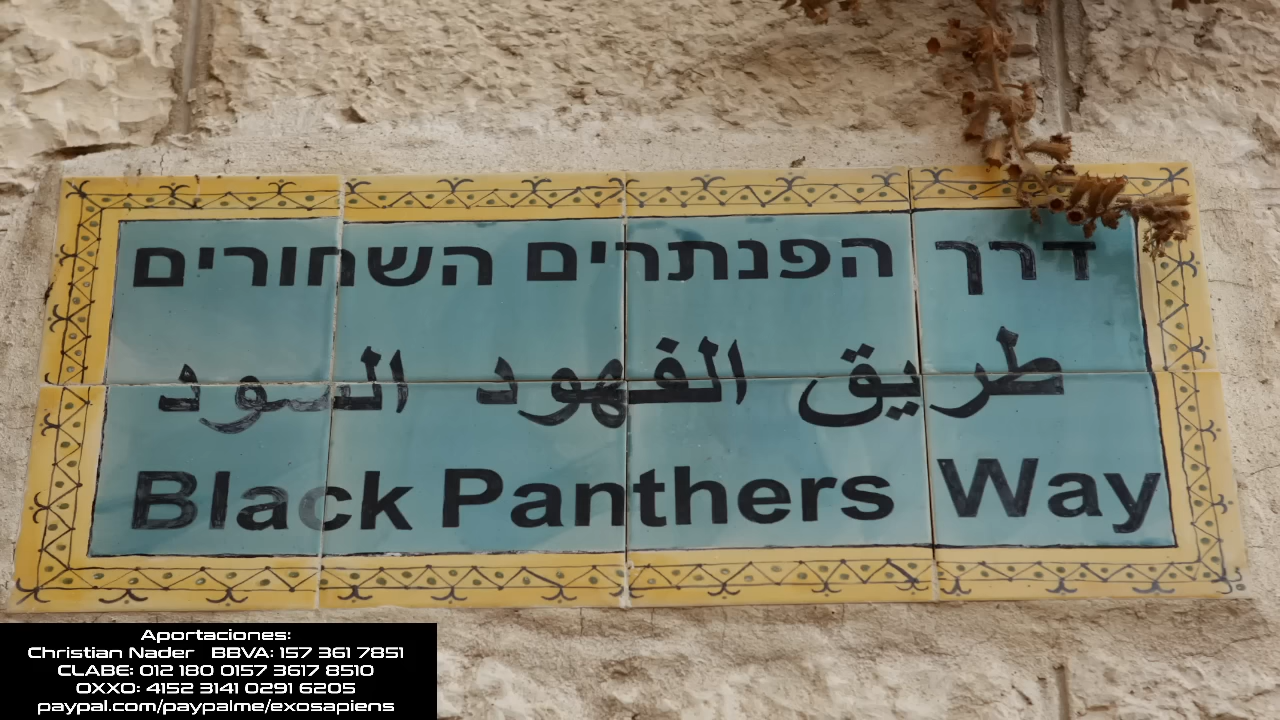 דרך הפנתרים השחורים
طريق الفهود السود
Black Panthers Way
Aportaciones:
Christian Nader BBVA: 157 361 7851
CLABE: 012 180 0157 3617 8510
OXXO: 4152 3141 0291 6205
paypal.com/paypalme/exosapiens